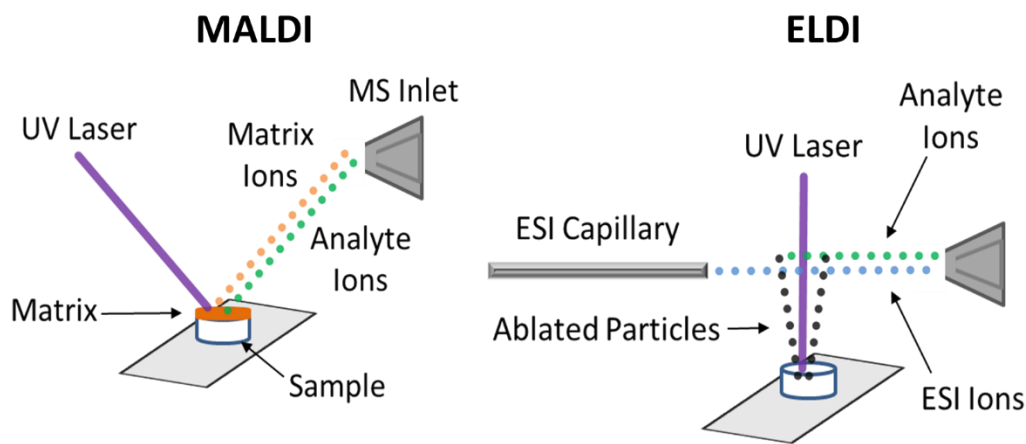 MALDI
UV Laser
MS Inlet
Matrix
Ions
Analyte
Ions
Matrix
Sample
ELDI
Analyte
Ions
UV Laser
ESI Capillary
Ablated Particles
ESI Ions